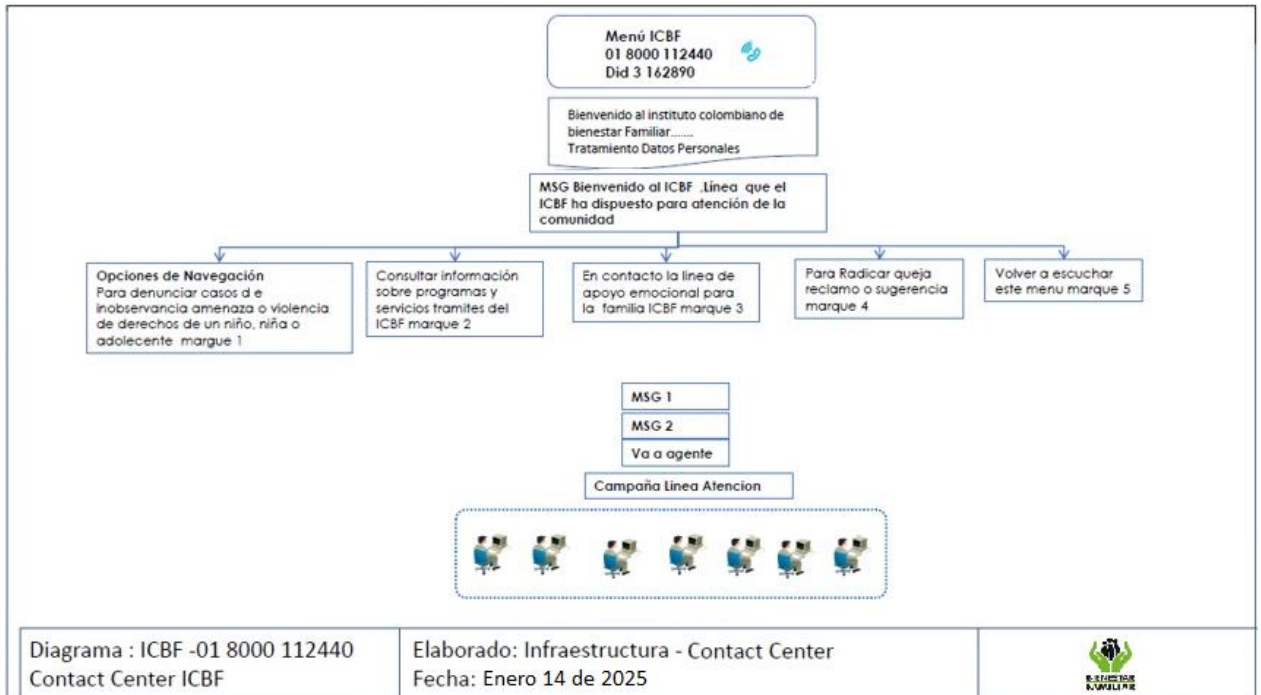 Menú ICBF
01 8000 112440
Did 3 162890
Bienvenido al instituto colombiano de
bienestar Familiar.......
Tratamiento Datos Personales
MSG Bienvenido al ICBF .Línea que el
ICBF ha dispuesto para atención de la
comunidad
Opciones de Navegación
Para denunciar casos d e
inobservancia amenaza o violencia
de derechos de un niño, niña o
adolecente margue 1
Consultar información
sobre programas y
servicios tramites del
ICBF marque 2
En contacto la línea de
apoyo emocional para
la familia ICBF marque 3
Para Radicar queja
reclamo o sugerencia
marque 4
Volver a escuchar
este menu marque 5
MSG 1
MSG 2
Va a agente
Campaña Linea Atencion
Diagrama : ICBF -01 8000 112440
Contact Center ICBF
Elaborado: Infraestructura - Contact Center
Fecha: Enero 14 de 2025
BIENESTAR
FAMILIAR